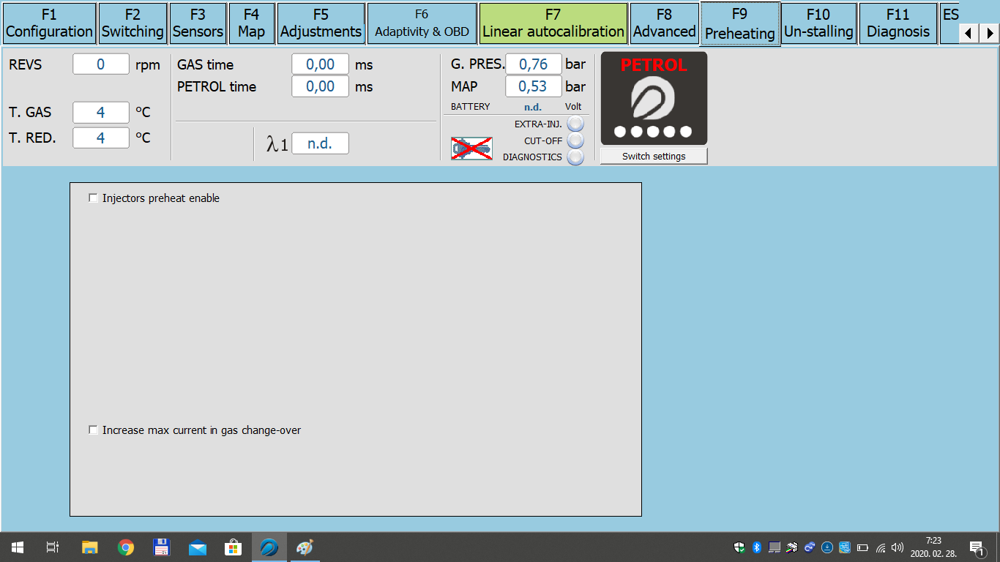 F1
Configuration
F2
Switching
F3
Sensors
F4
Map
F5
Adjustments
F6
Adaptivity & OBD
F7
Linear autocalibration
F8
Advanced
F9
Preheating
F10
Un-stalling
F11
Diagnosis
ES
REVS 0 rpm
T. GAS 4 °C
T. RED. 4 °C
GAS time 0,00 ms
PETROL time 0,00 ms
λ1 n.d.
G. PRES. 0,76 bar
MAP 0,53 bar
BATTERY n.d. Volt
EXTRA-INJ.
CUT-OFF
DIAGNOSTICS
PETROL
Switch settings
Injectors preheat enable
Increase max current in gas change-over
7:23
2020. 02. 28.
1